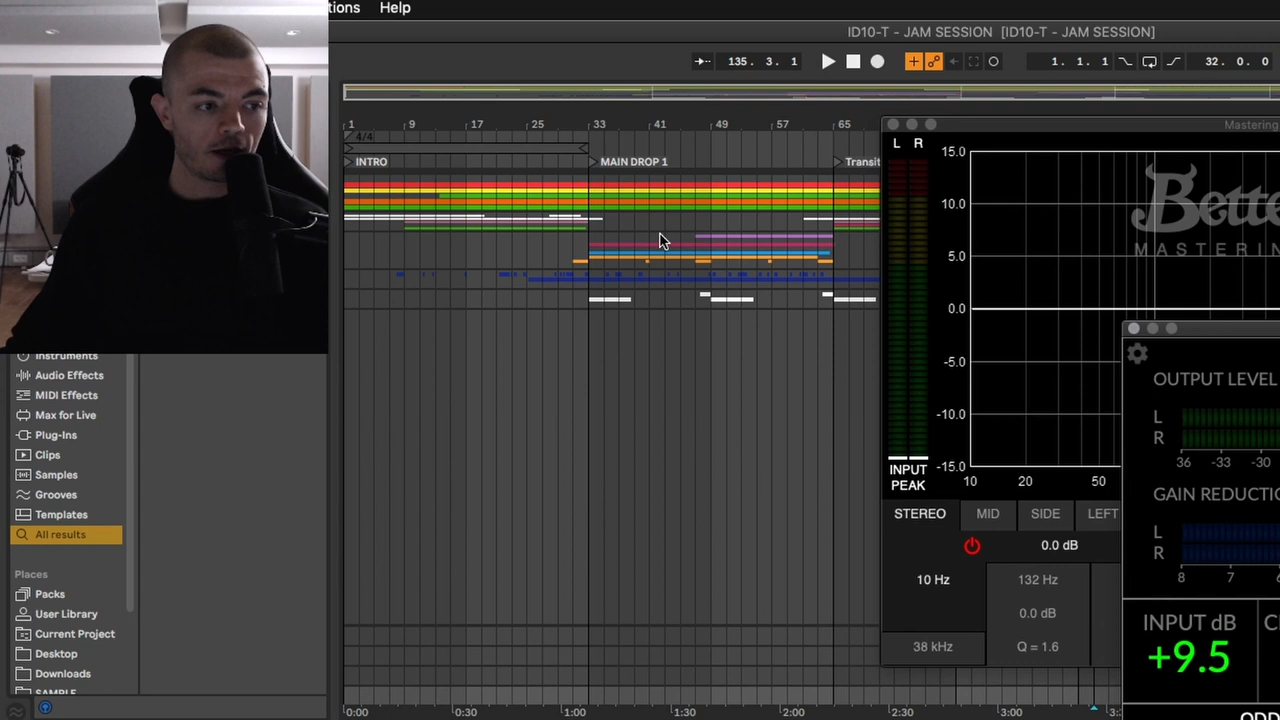 tions Help
ID10-T - JAM SESSION [ID10-T - JAM SESSION]
135. 3. 1
1. 1. 1
32. 0. 0
1 9 17 25 33 41 49 57 65
4/4
INTRO
MAIN DROP 1
Transit
Instruments
Audio Effects
MIDI Effects
Max for Live
Plug-Ins
Clips
Samples
Grooves
Templates
All results
Places
Packs
User Library
Current Project
Desktop
Downloads
SAMPLE
0:00 0:30 1:00 1:30 2:00 2:30 3:00
Mastering
L R
15.0
10.0
5.0
0.0
-5.0
-10.0
-15.0
INPUT
PEAK
10 20 50
Bette
MASTERIN
STEREO MID SIDE LEFT
0.0 dB
10 Hz
132 Hz
0.0 dB
38 kHz
Q = 1.6
OUTPUT LEVEL
L
R
36 -33 -30
GAIN REDUCTIO
L
R
8 7
INPUT dB
+9.5